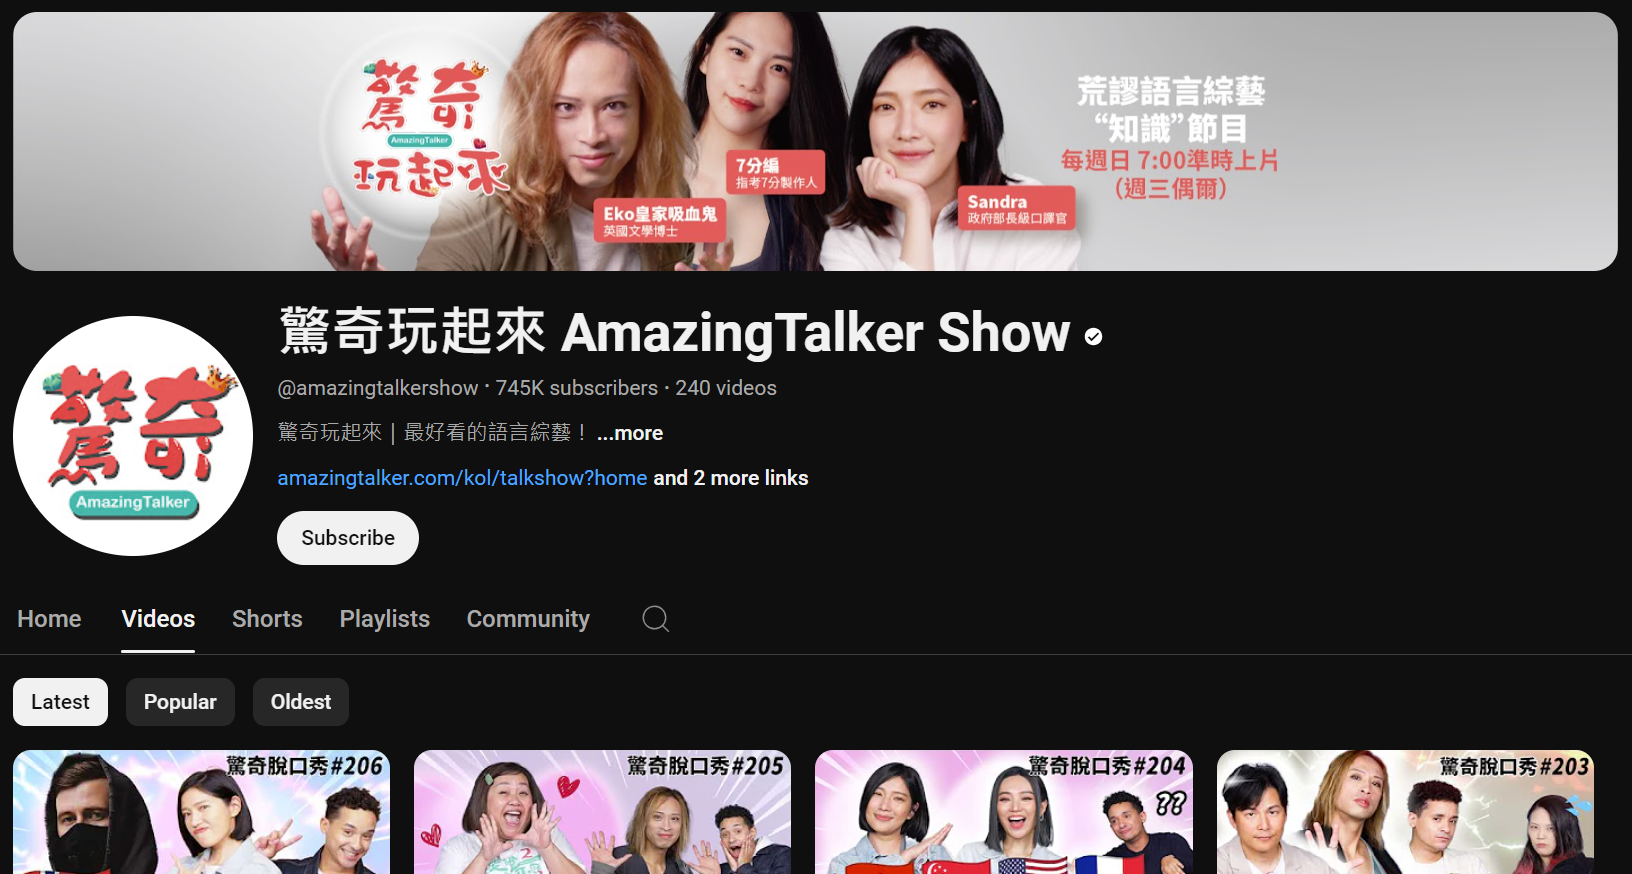 驚奇
AmazingTalker
玩起來
7分編
指考7分製作人
Eko皇家吸血鬼
英國文學博士
Sandra
政府部長級口譯官
荒謬語言綜藝
“知識”節目
每週日 7:00準時上片
（週三偶爾）
驚奇
AmazingTalker
驚奇玩起來 AmazingTalker Show
@amazingtalkershow · 745K subscribers · 240 videos
驚奇玩起來｜最好看的語言綜藝！ ...more
amazingtalker.com/kol/talkshow?home and 2 more links
Subscribe
Home Videos Shorts Playlists Community
Latest Popular Oldest
驚奇脫口秀#206
驚奇脫口秀#205
2
驚奇脫口秀#204
??
驚奇脫口秀#203